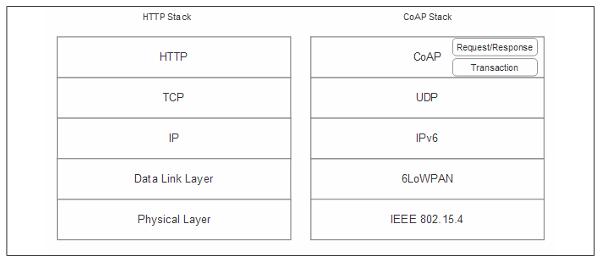 HTTP Stack
CoAP Stack
HTTP
CoAP
Request/Response
Transaction
TCP
UDP
IP
IPv6
Data Link Layer
6LoWPAN
Physical Layer
IEEE 802.15.4